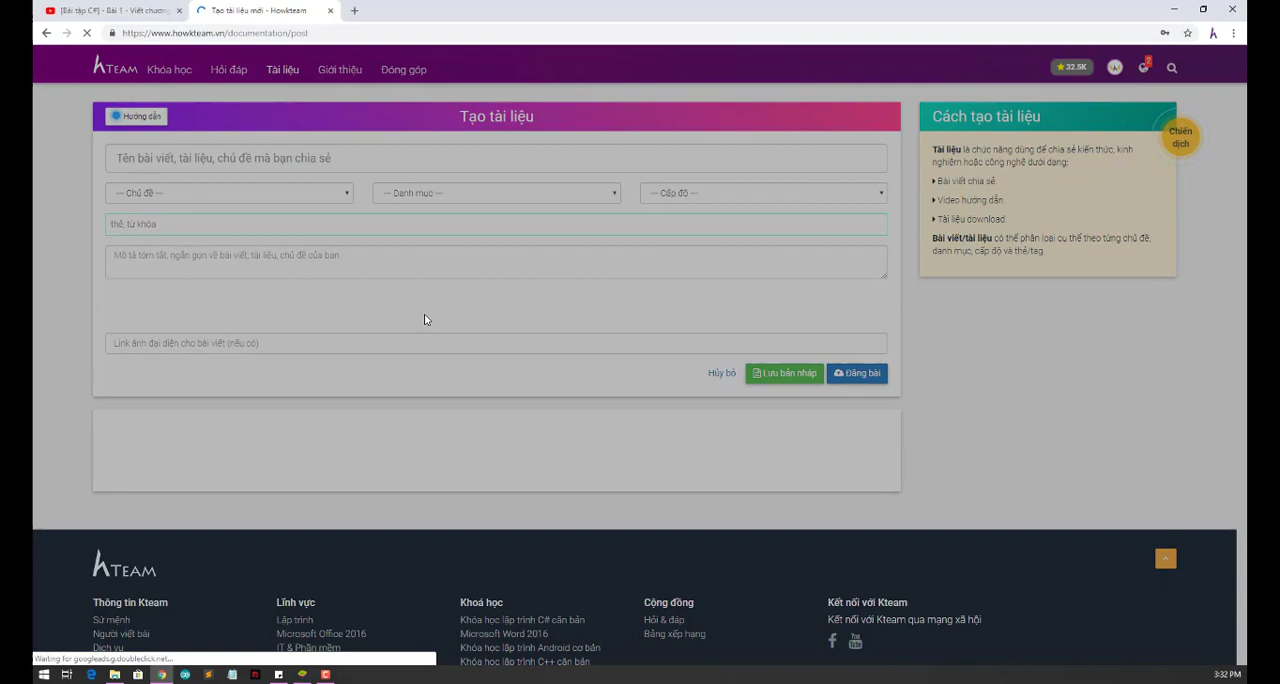 [Bài tập C#] - Bài 1 - Viết chương
Tạo tài liệu mới - Howkteam
https://www.howkteam.vn/documentation/post
KTEAM
Khóa học
Hỏi đáp
Tài liệu
Giới thiệu
Đóng góp
32.5K
2
Hướng dẫn
Tạo tài liệu
Tên bài viết, tài liệu, chủ đề mà bạn chia sẻ
--- Chủ đề ---
--- Danh mục ---
--- Cấp độ ---
thẻ, từ khóa
Mô tả tóm tắt, ngắn gọn về bài viết, tài liệu, chủ đề của bạn
Link ảnh đại diện cho bài viết (nếu có)
Hủy bỏ
Lưu bản nháp
Đăng bài
Cách tạo tài liệu
Chiến
dịch
Tài liệu là chức năng dùng để chia sẻ kiến thức, kinh
nghiệm hoặc công nghệ dưới dạng:
Bài viết chia sẻ.
Video hướng dẫn.
Tài liệu download.
Bài viết/tài liệu có thể phân loại cụ thể theo từng chủ đề,
danh mục, cấp độ và thẻ/tag.
KTEAM
Thông tin Kteam
Sứ mệnh
Người viết bài
Dịch vụ
Lĩnh vực
Lập trình
Microsoft Office 2016
IT & Phần mềm
Khoá học
Khóa học lập trình C# căn bản
Microsoft Word 2016
Khóa học lập trình Android cơ bản
Khóa học lập trình C++ căn bản
Cộng đồng
Hỏi & đáp
Bảng xếp hạng
Kết nối với Kteam
Kết nối với Kteam qua mạng xã hội
Waiting for googleads.g.doubleclick.net...
3:32 PM